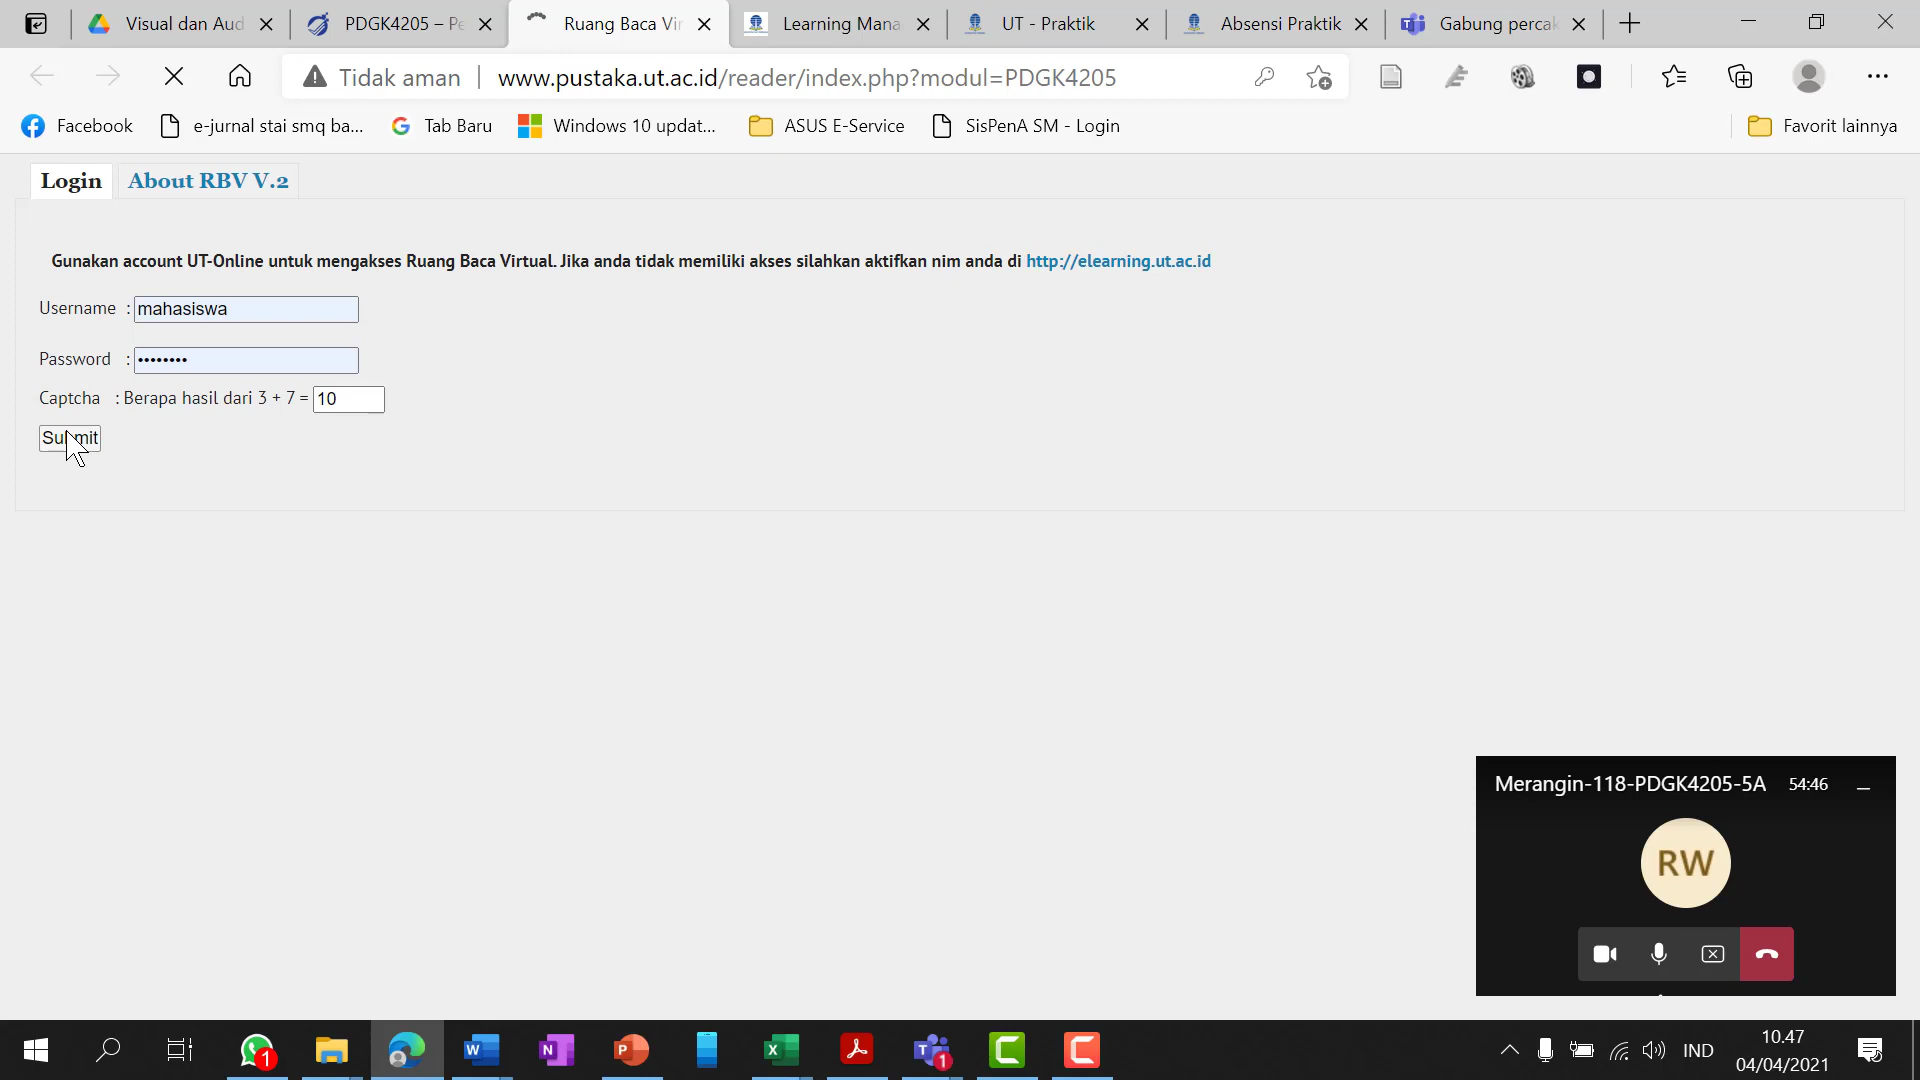 Visual dan Aud
PDGK4205 – Pe
Ruang Baca Vir
Learning Mana
UT - Praktik
Absensi Praktik
Gabung percak
Tidak aman
www.pustaka.ut.ac.id/reader/index.php?modul=PDGK4205
Facebook
e-jurnal stai smq ba...
Tab Baru
Windows 10 updat...
ASUS E-Service
SisPenA SM - Login
Favorit lainnya
Login
About RBV V.2
Gunakan account UT-Online untuk mengakses Ruang Baca Virtual. Jika anda tidak memiliki akses silahkan aktifkan nim anda di http://elearning.ut.ac.id
Username : mahasiswa
Password : ••••••••
Captcha : Berapa hasil dari 3 + 7 = 10
Submit
Merangin-118-PDGK4205-5A 54:46
RW
1
W
N
P
X
T
1
IND
10.47
04/04/2021